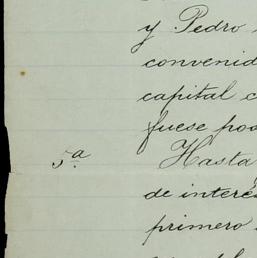 y Pedro
convenid
capital c
fuese pod
5.ª Hasta
de interés
primero